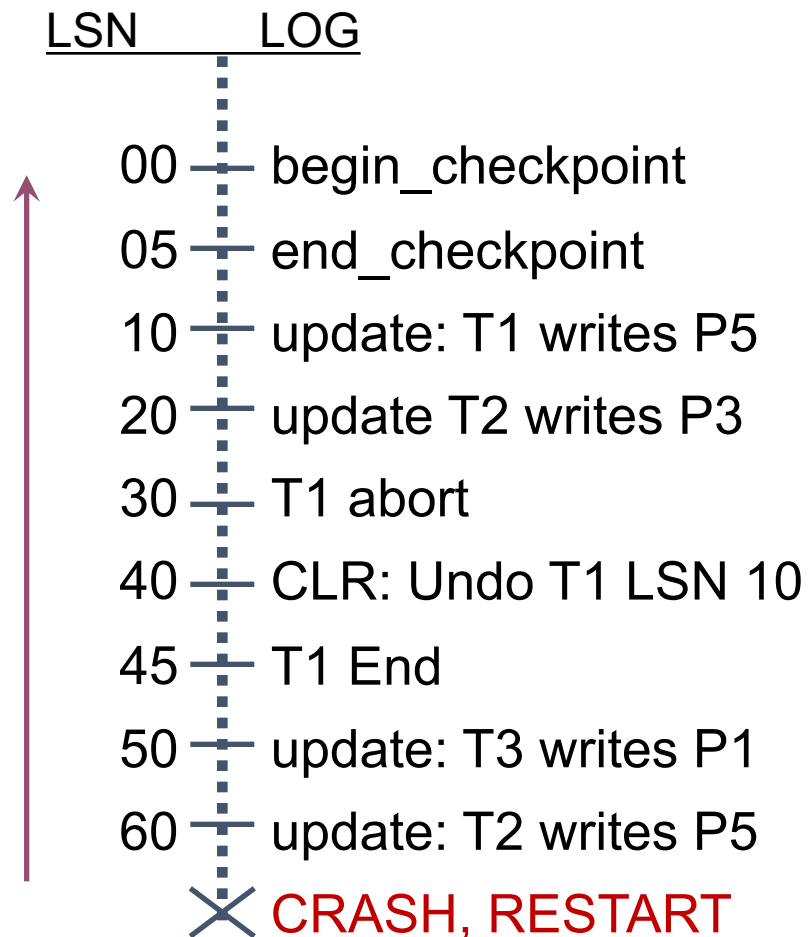 LSN LOG
00 begin_checkpoint
05 end_checkpoint
10 update: T1 writes P5
20 update T2 writes P3
30 T1 abort
40 CLR: Undo T1 LSN 10
45 T1 End
50 update: T3 writes P1
60 update: T2 writes P5
CRASH, RESTART